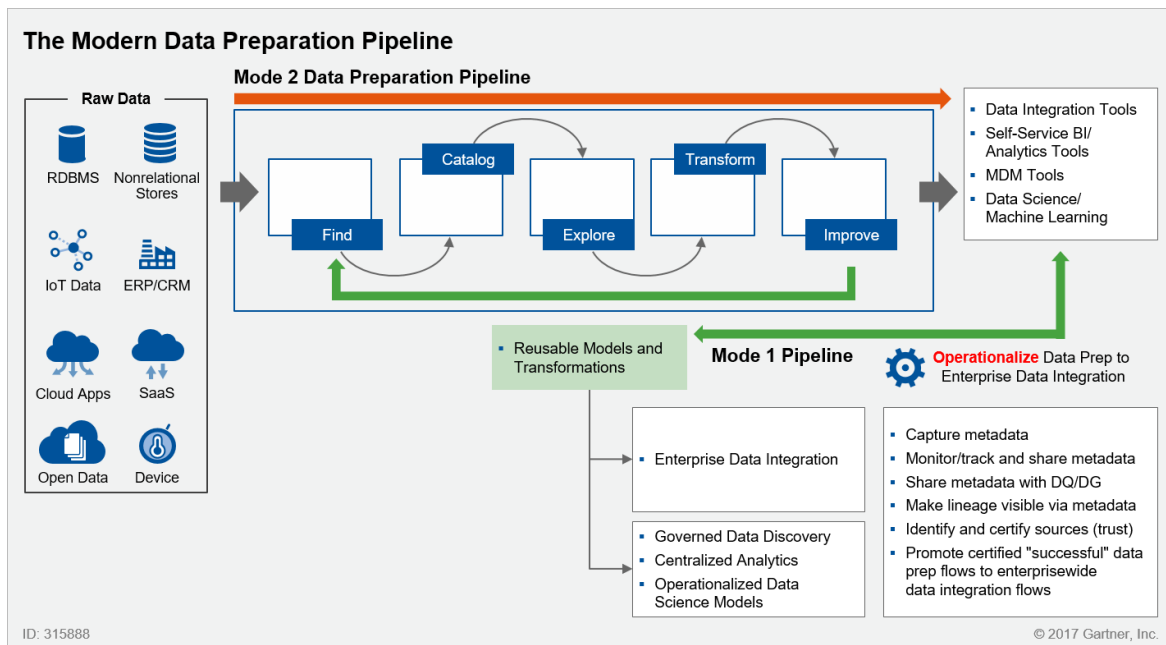 The Modern Data Preparation Pipeline
Mode 2 Data Preparation Pipeline
Raw Data
RDBMS
Nonrelational
Stores
IoT Data
ERP/CRM
Cloud Apps
SaaS
Open Data
Device
Find
Catalog
Explore
Transform
Improve
Data Integration Tools
Self-Service BI/
Analytics Tools
MDM Tools
Data Science/
Machine Learning
Reusable Models and
Transformations
Mode 1 Pipeline
Operationalize Data Prep to
Enterprise Data Integration
Enterprise Data Integration
Governed Data Discovery
Centralized Analytics
Operationalized Data
Science Models
Capture metadata
Monitor/track and share metadata
Share metadata with DQ/DG
Make lineage visible via metadata
Identify and certify sources (trust)
Promote certified "successful" data
prep flows to enterprisewide
data integration flows
ID: 315888
© 2017 Gartner, Inc.